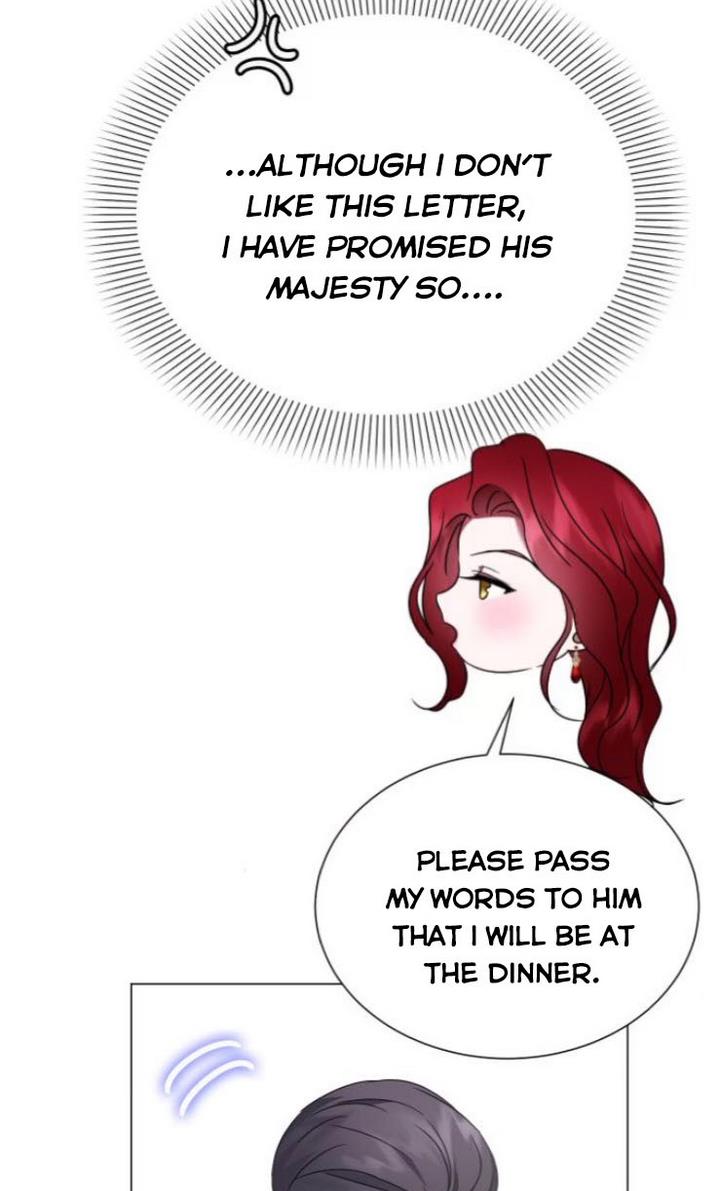 ...ALTHOUGH I DON'T
LIKE THIS LETTER,
I HAVE PROMISED HIS
MAJESTY SO....
PLEASE PASS
MY WORDS TO HIM
THAT I WILL BE AT
THE DINNER.